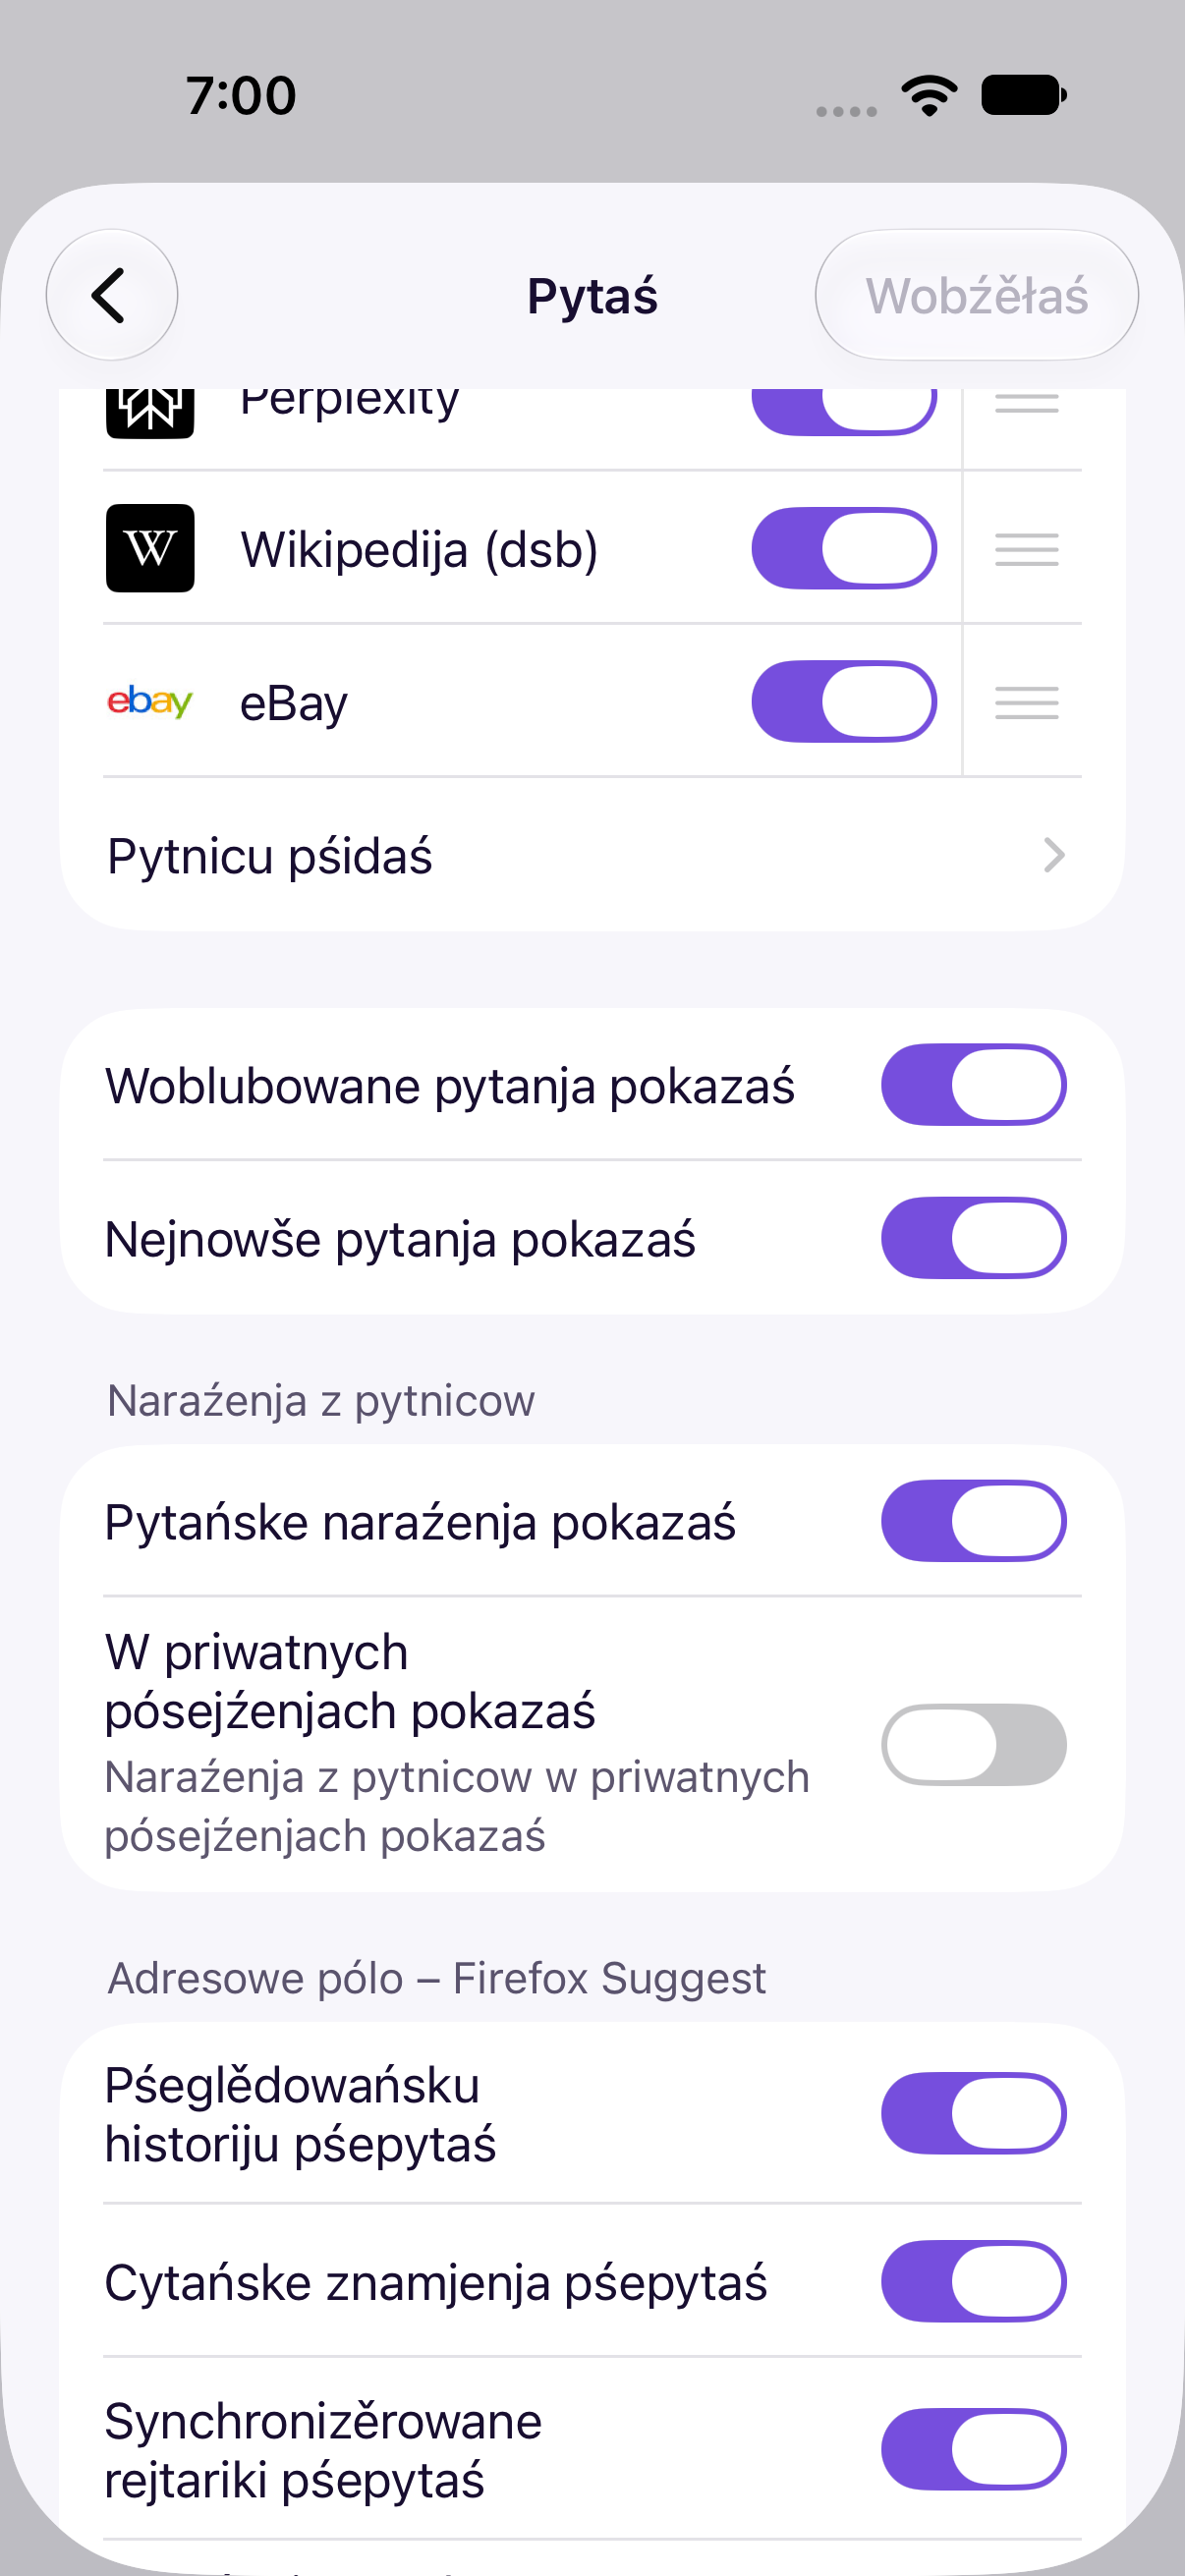 7:00
Pytaś
Wobźěłaś
Perplexity
W
Wikipedija (dsb)
ebay
eBay
Pytnicu pśidaś
Woblubowane pytanja pokazaś
Nejnowše pytanja pokazaś
Naraźenja z pytnicow
Pytańske naraźenja pokazaś
W priwatnych
pósejźenjach pokazaś
Naraźenja z pytnicow w priwatnych
pósejźenjach pokazaś
Adresowe pólo – Firefox Suggest
Pśeglědowańsku
historiju pśepytaś
Cytańske znamjenja pśepytaś
Synchronizěrowane
rejtariki pśepytaś